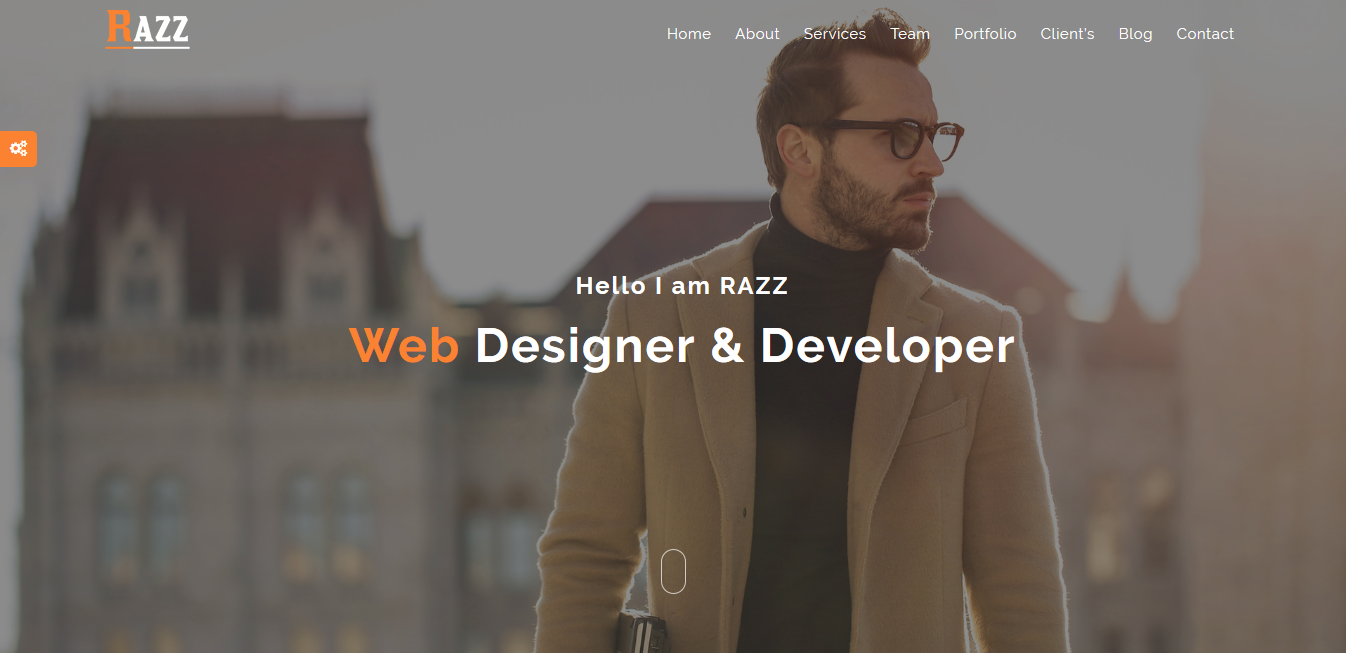 RAZZ
Home About Services Team Portfolio Client's Blog Contact
Hello I am RAZZ
Web Designer & Developer